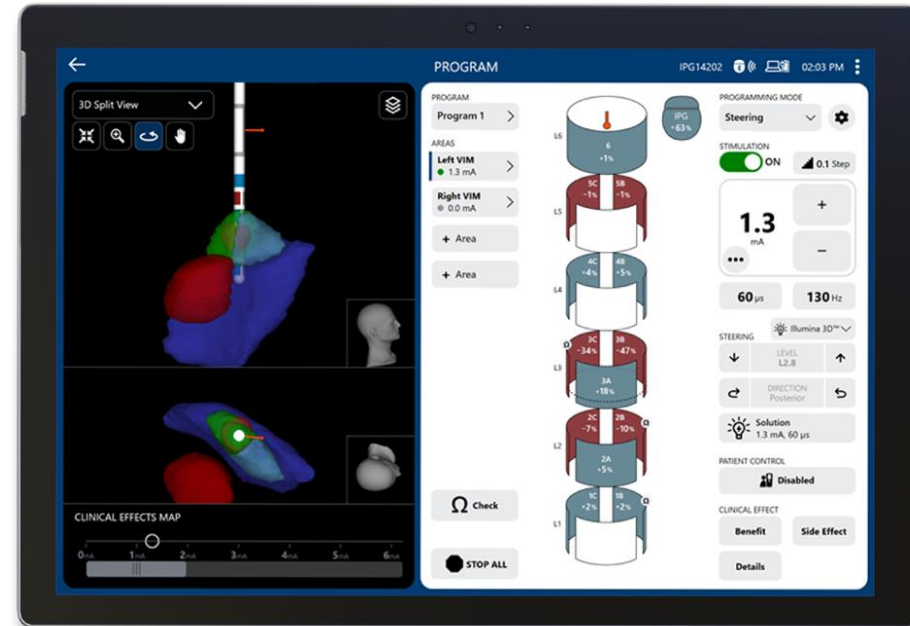 PROGRAM
IPG14202
02:03 PM
3D Split View
CLINICAL EFFECTS MAP
0mA 1mA 2mA 3mA 4mA 5mA 6mA
PROGRAM
Program 1
AREAS
Left VIM
1.3 mA
Right VIM
0.0 mA
+ Area
+ Area
Ω Check
STOP ALL
IPG
+63%
L6
6
+1%
L5
5C 5B
-1% -1%
L4
4C 4B
+4% +5%
L3
Ω
3C 3B
-34% -47%
3A
+18%
L2
Ω
2C 2B
-7% -10%
2A
+5%
L1
Ω
1C 1B
+2% +2%
PROGRAMMING MODE
Steering
STIMULATION
ON
0.1 Step
1.3
mA
+
−
60 µs
130 Hz
STEERING
Illumina 3D™
LEVEL
L2.8
DIRECTION
Posterior
Solution
1.3 mA, 60 µs
PATIENT CONTROL
Disabled
CLINICAL EFFECT
Benefit
Side Effect
Details